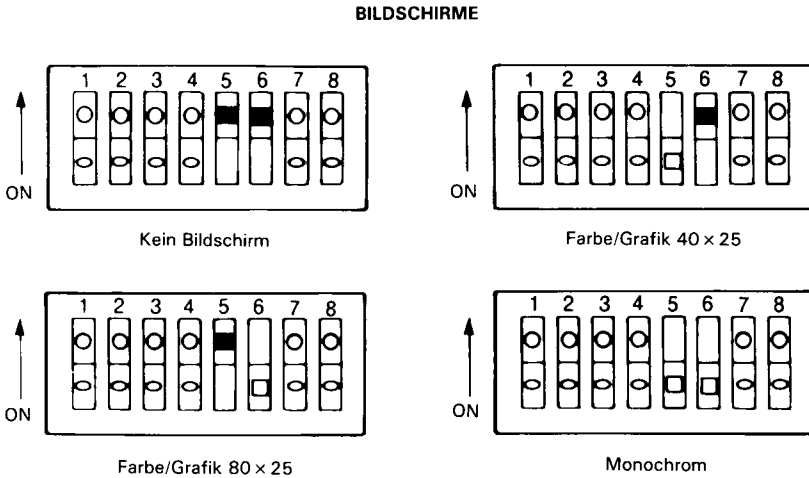 BILDSCHIRME
1 2 3 4 5 6 7 8
ON
Kein Bildschirm
1 2 3 4 5 6 7 8
ON
Farbe/Grafik 40 × 25
1 2 3 4 5 6 7 8
ON
Farbe/Grafik 80 × 25
1 2 3 4 5 6 7 8
ON
Monochrom